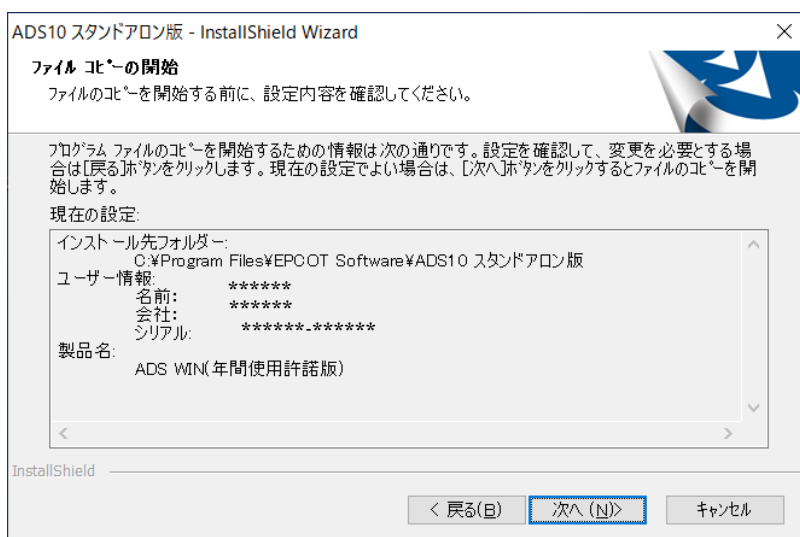 ADS10 スタンドアロン版 - InstallShield Wizard
ファイル コピーの開始
ファイルのコピーを開始する前に、設定内容を確認してください。
プログラム ファイルのコピーを開始するための情報は次の通りです。設定を確認して、変更を必要とする場
合は[戻る]ボタンをクリックします。現在の設定でよい場合は、[次へ]ボタンをクリックするとファイルのコピーを開
始します。
現在の設定:
インストール先フォルダー:
C:¥Program Files¥EPCOT Software¥ADS10 スタンドアロン版
ユーザー情報:
名前: ******
会社: ******
シリアル: ******-******
製品名:
ADS WIN(年間使用許諾版)
InstallShield
< 戻る(B)
次へ (N)>
キャンセル